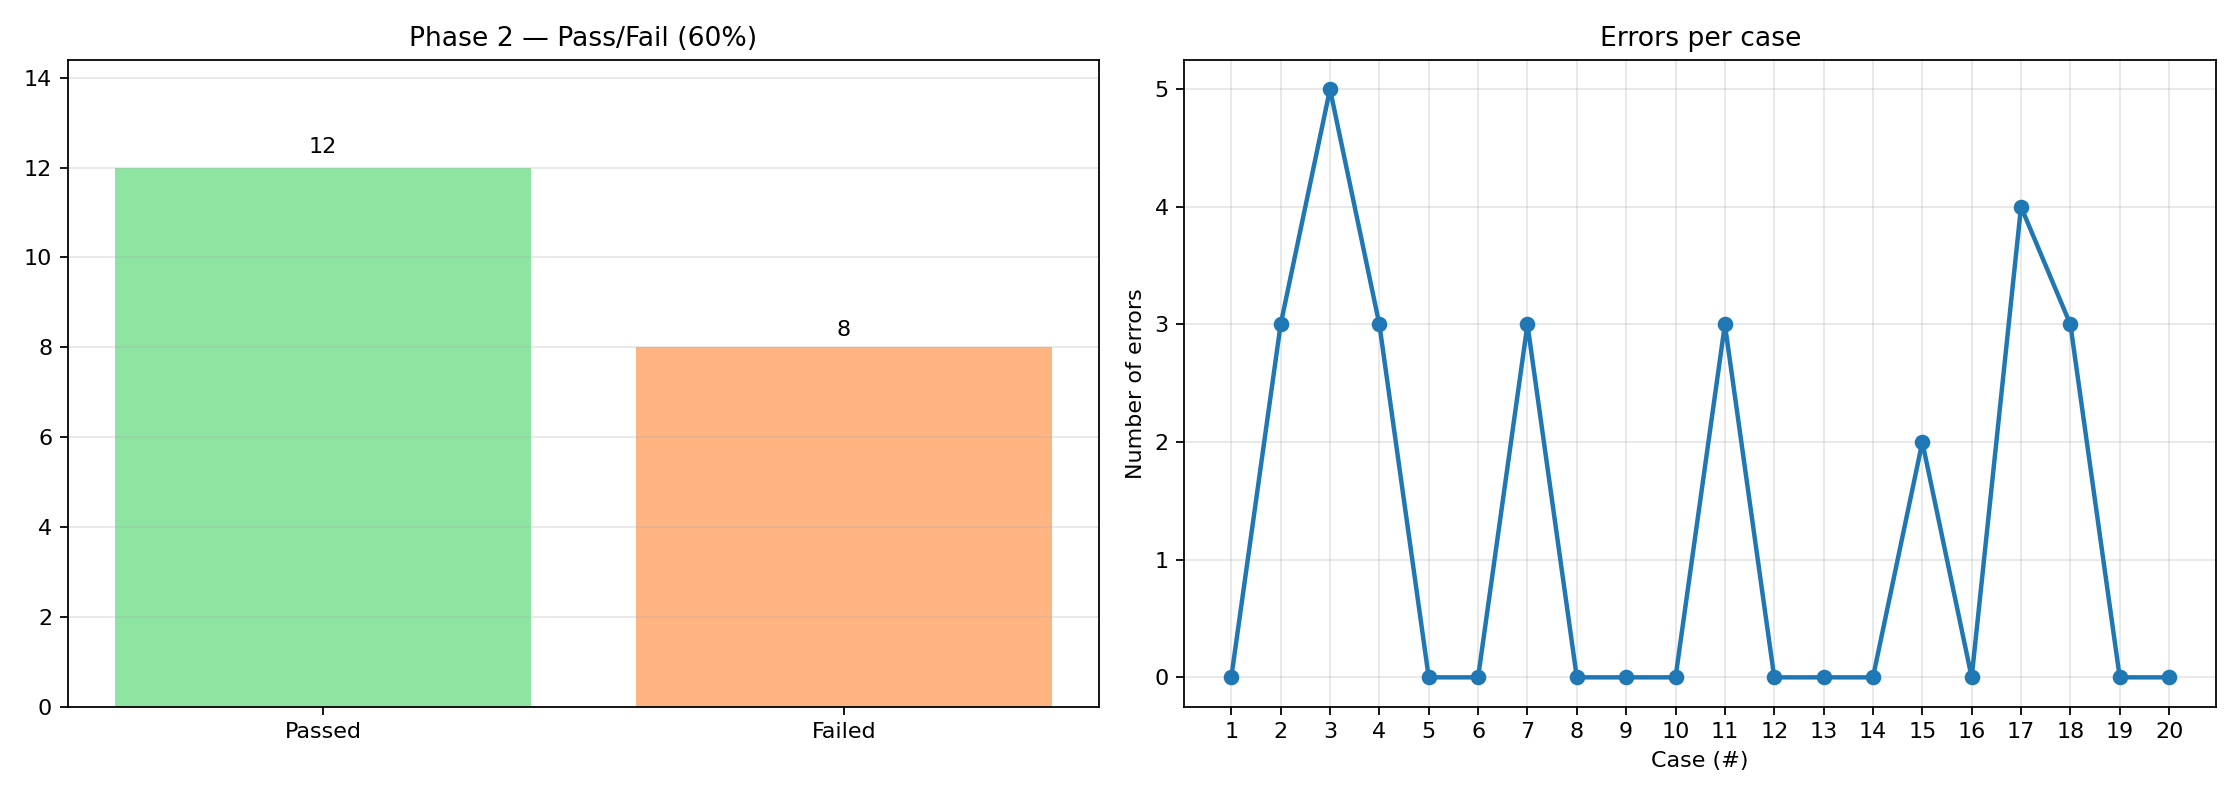 Phase 2 — Pass/Fail (60%)
14
12
10
8
6
4
2
0
12
8
Passed
Failed
Errors per case
Number of errors
5
4
3
2
1
0
1 2 3 4 5 6 7 8 9 10 11 12 13 14 15 16 17 18 19 20
Case (#)